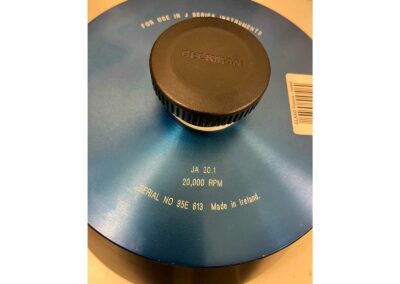 FOR USE IN J SERIES INSTRUMENTS
BECKMAN
JA 20.1
20,000 RPM
SERIAL NO 95E 613 Made in Ireland.